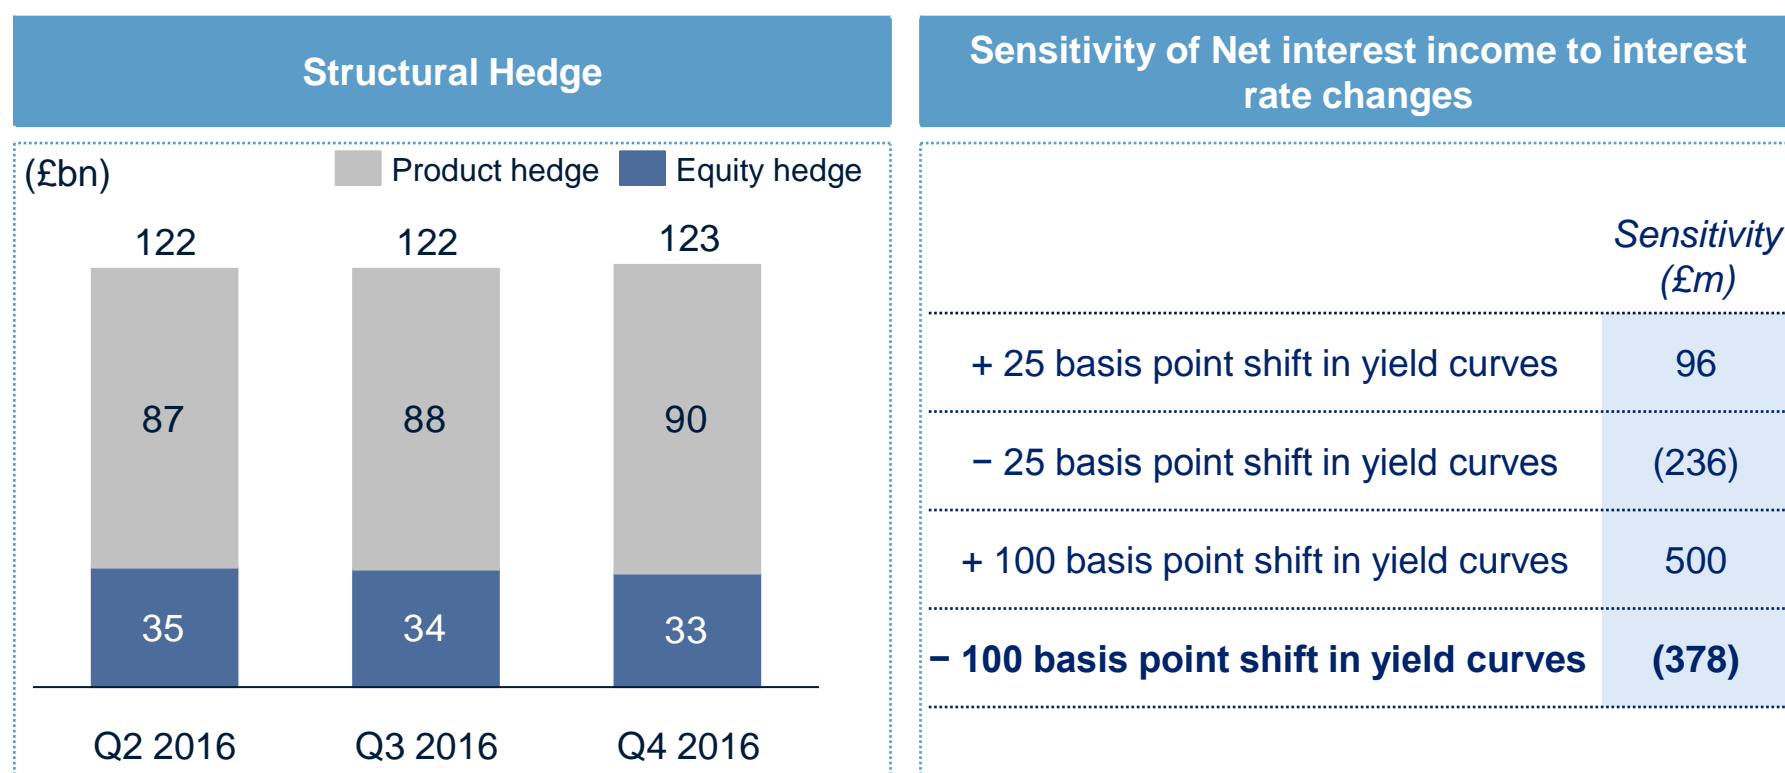 Structural Hedge
(£bn)
Product hedge
Equity hedge
122
122
123
87
88
90
35
34
33
Q2 2016
Q3 2016
Q4 2016
Sensitivity of Net interest income to interest
rate changes
Sensitivity
(£m)
+ 25 basis point shift in yield curves 96
− 25 basis point shift in yield curves (236)
+ 100 basis point shift in yield curves 500
− 100 basis point shift in yield curves (378)